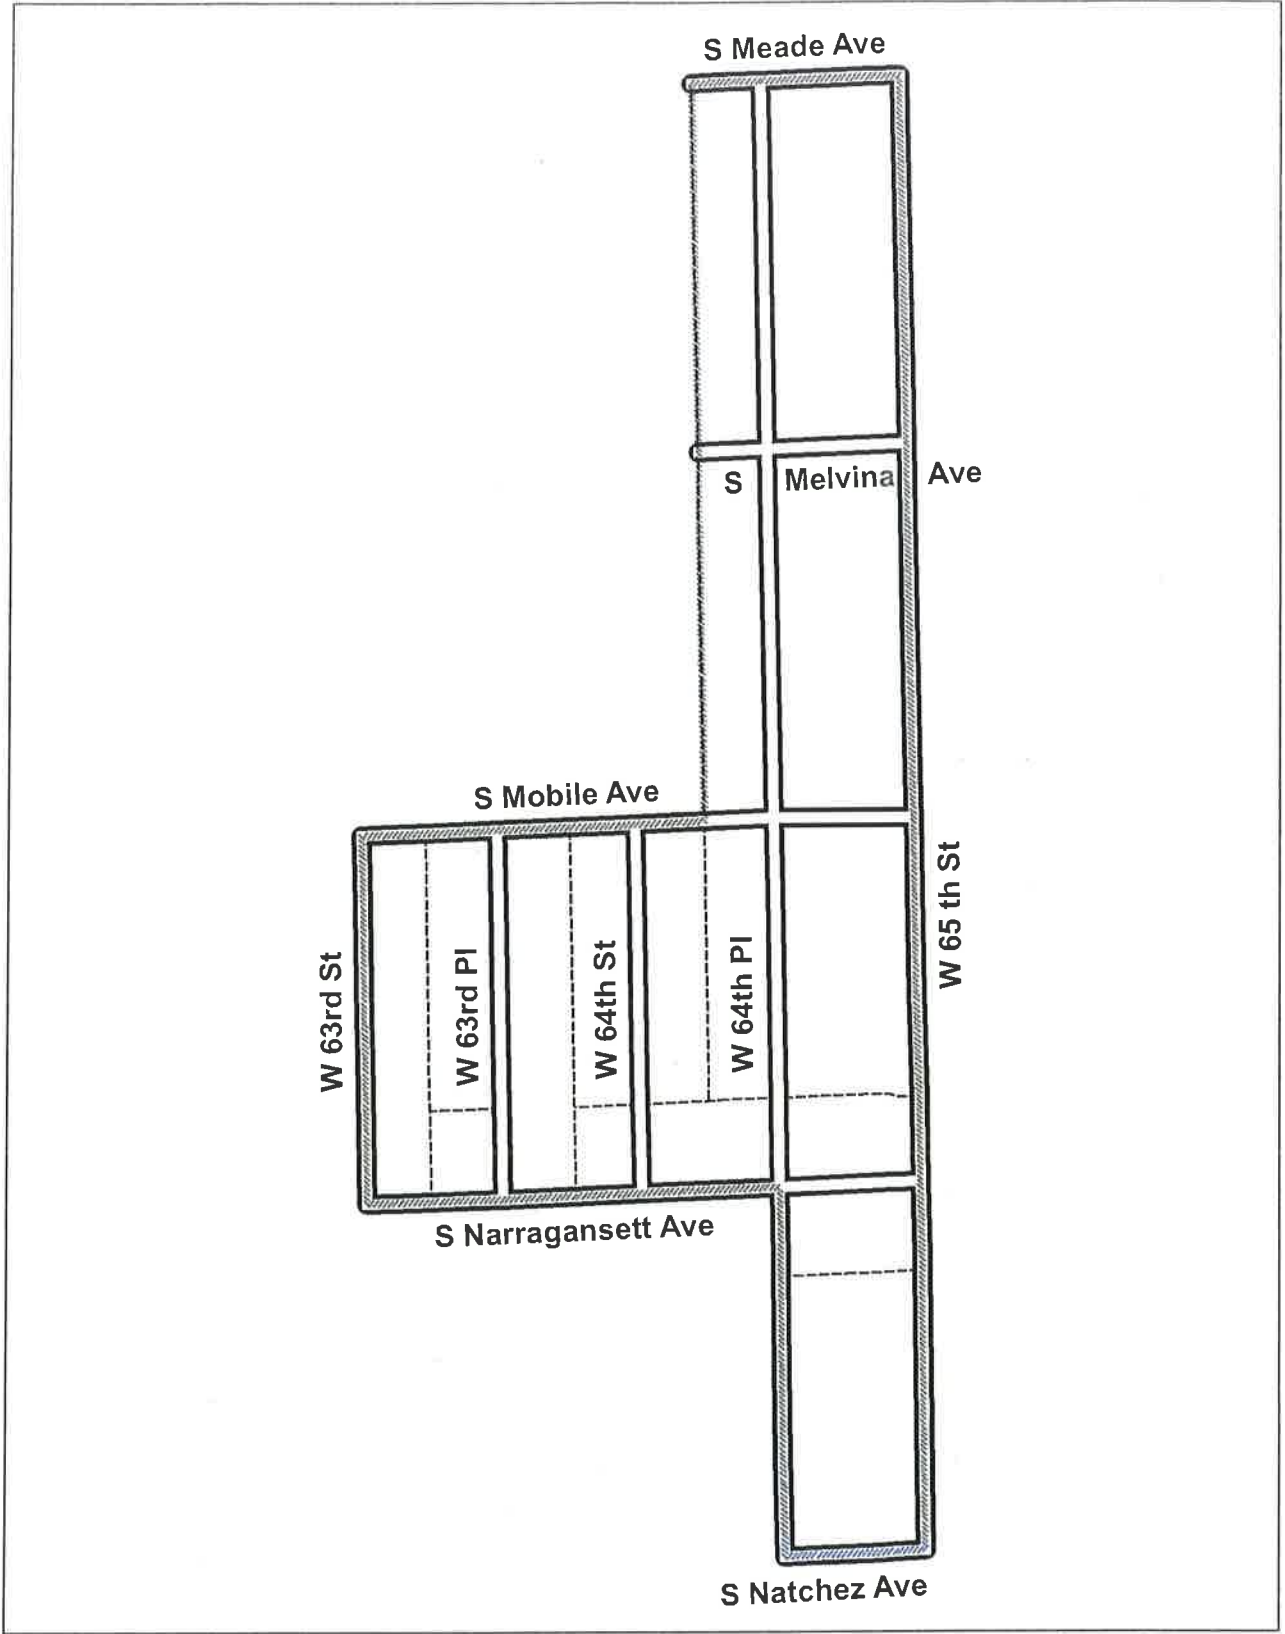 S Meade Ave
S Melvina Ave
S Mobile Ave
W 63rd St
W 63rd Pl
W 64th St
W 64th Pl
W 65 th St
S Narragansett Ave
S Natchez Ave